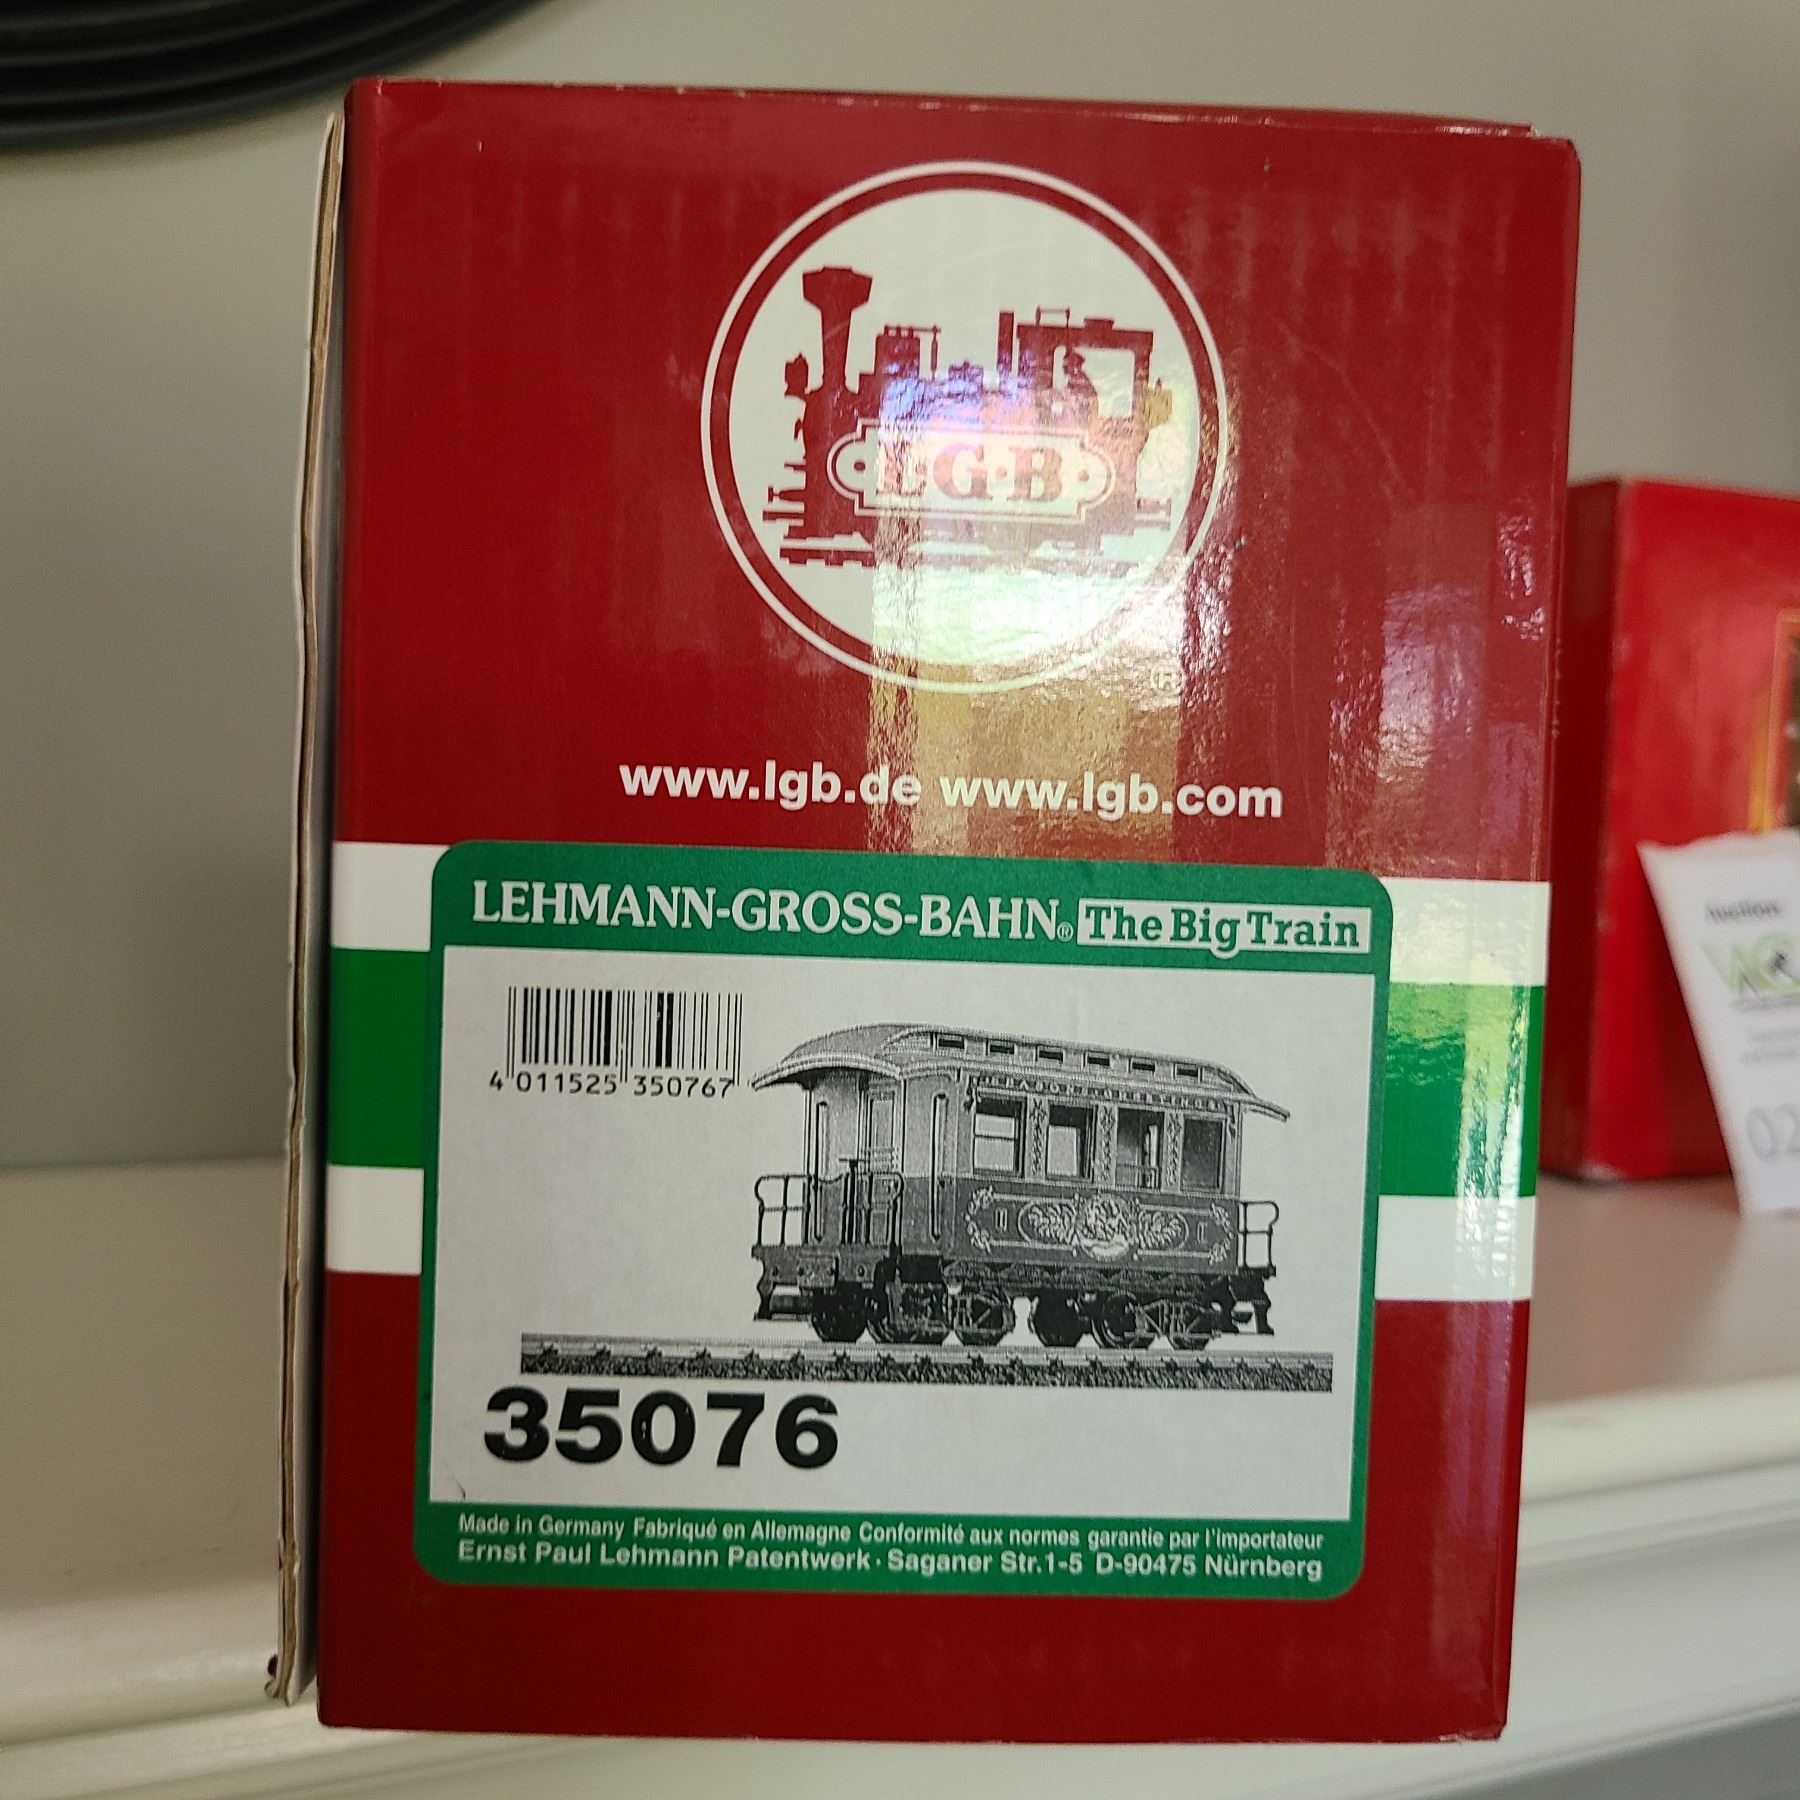 L·G·B
®
www.lgb.de www.lgb.com
LEHMANN-GROSS-BAHN® The Big Train
4 011525 350767
35076
Made in Germany Fabriqué en Allemagne Conformité aux normes garantie par l'importateur
Ernst Paul Lehmann Patentwerk · Saganer Str.1-5 D-90475 Nürnberg
Auction
02